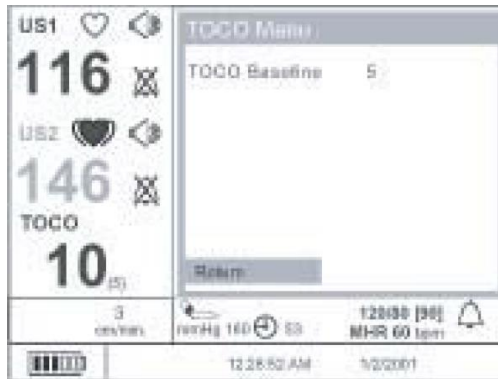 US1
116
US2
146
TOCO
10 (5)
TOCO Menu
TOCO Baseline 5
Return
3
cm/min
mmHg 160 53
120/80 [90]
MHR 60 bpm
12:26:52 AM 1/2/2001